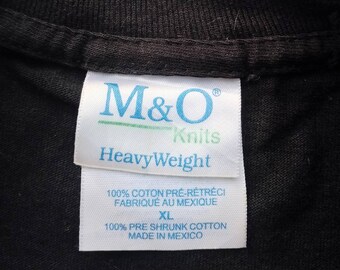 M&O®
Knits
HeavyWeight
100% COTON PRÉ-RÉTRÉCI
FABRIQUÉ AU MEXIQUE
XL
100% PRE SHRUNK COTTON
MADE IN MEXICO